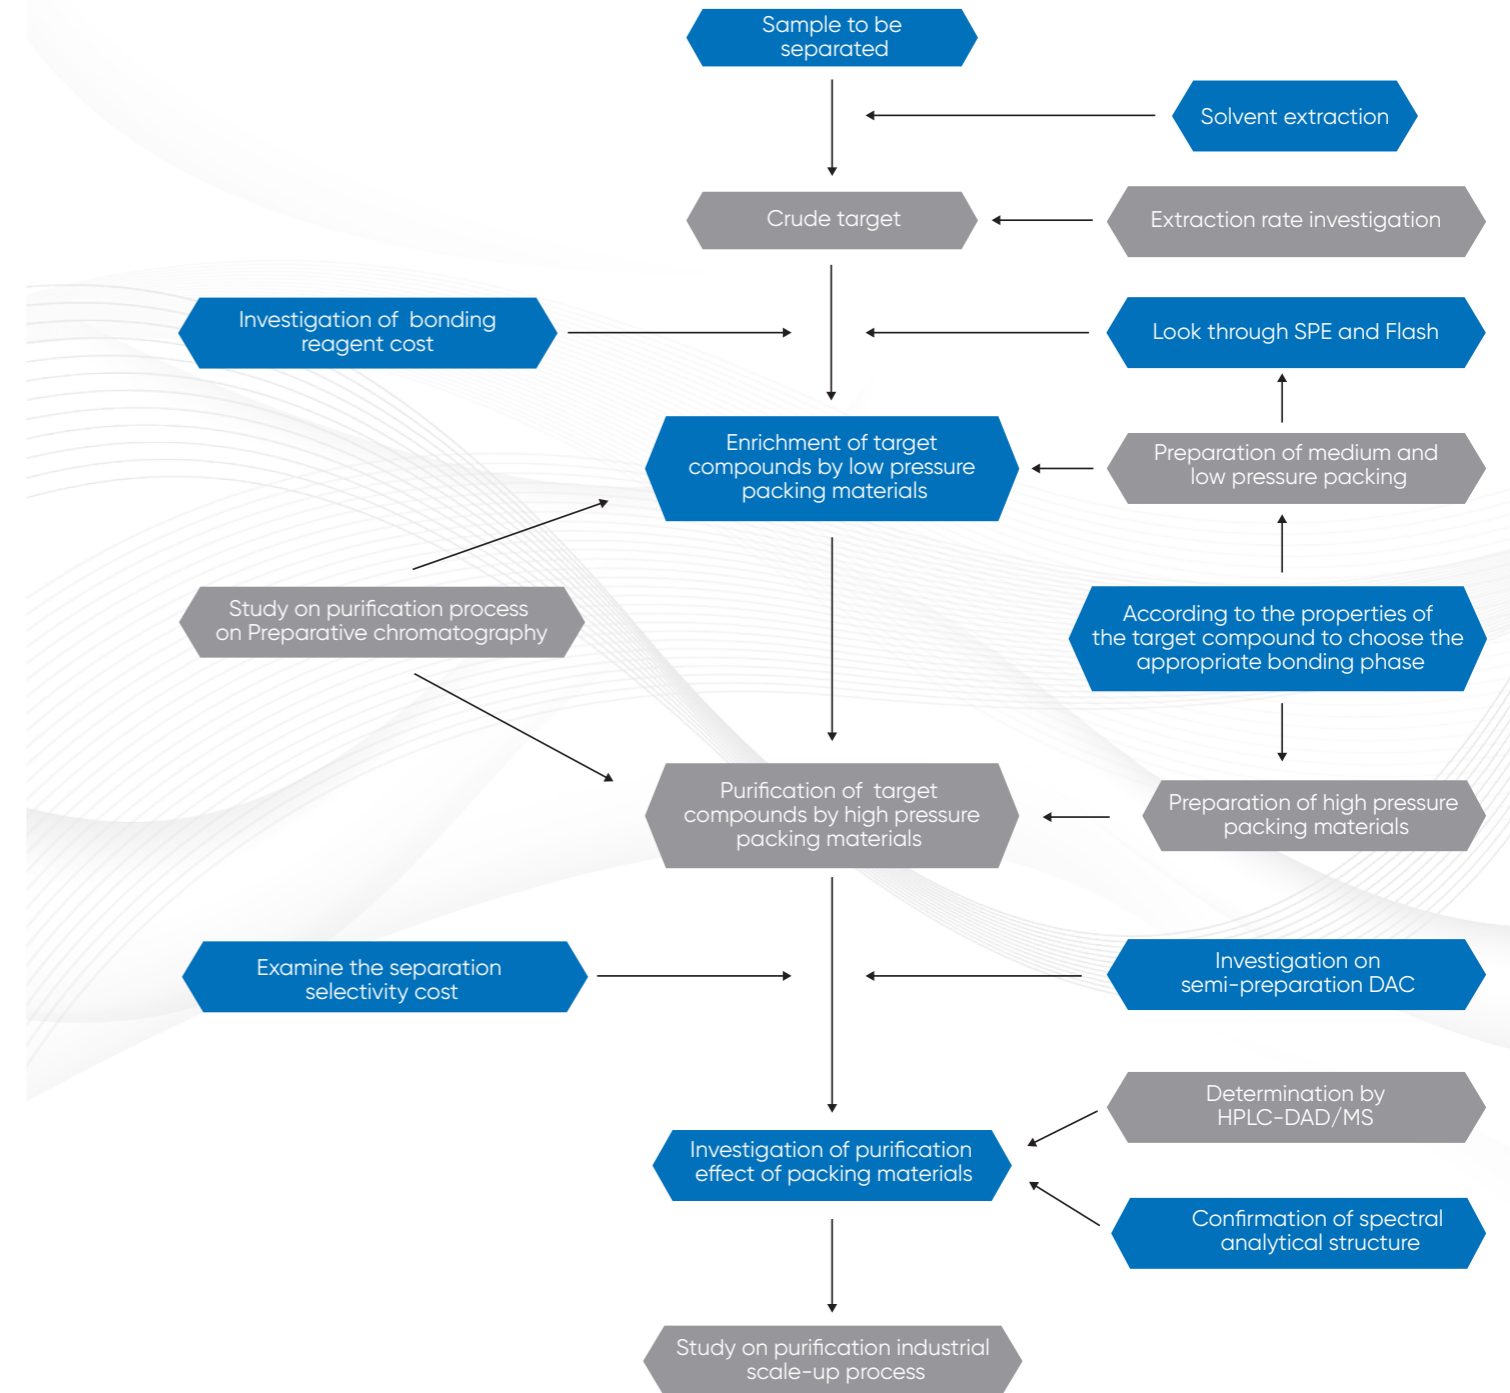 Sample to be
separated
Solvent extraction
Crude target
Extraction rate investigation
Investigation of bonding
reagent cost
Look through SPE and Flash
Enrichment of target
compounds by low pressure
packing materials
Preparation of medium and
low pressure packing
Study on purification process
on Preparative chromatography
According to the properties of
the target compound to choose the
appropriate bonding phase
Purification of target
compounds by high pressure
packing materials
Preparation of high pressure
packing materials
Examine the separation
selectivity cost
Investigation on
semi-preparation DAC
Determination by
HPLC-DAD/MS
Investigation of purification
effect of packing materials
Confirmation of spectral
analytical structure
Study on purification industrial
scale-up process